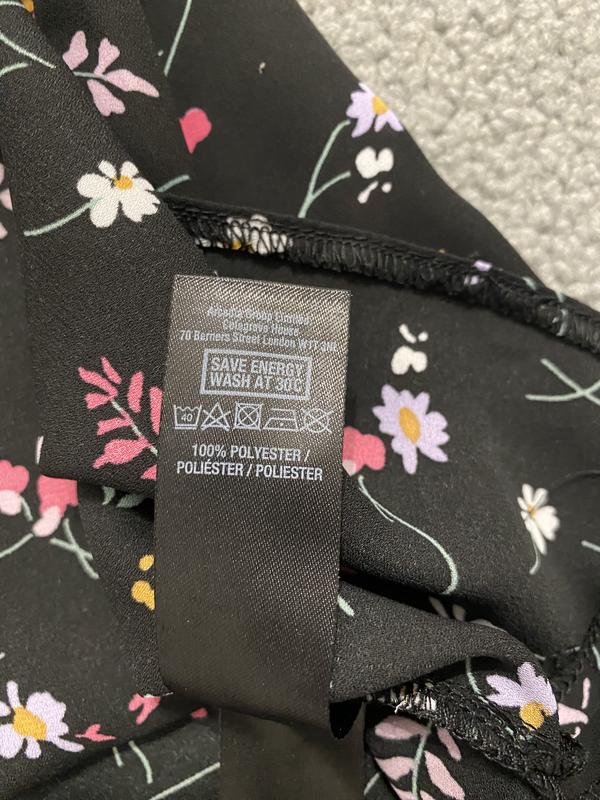 Arcadia Group Limited
Colegrave House
70 Berners Street London W1T 3NL
SAVE ENERGY
WASH AT 30°C
40
100% POLYESTER /
POLIÉSTER / POLIESTER